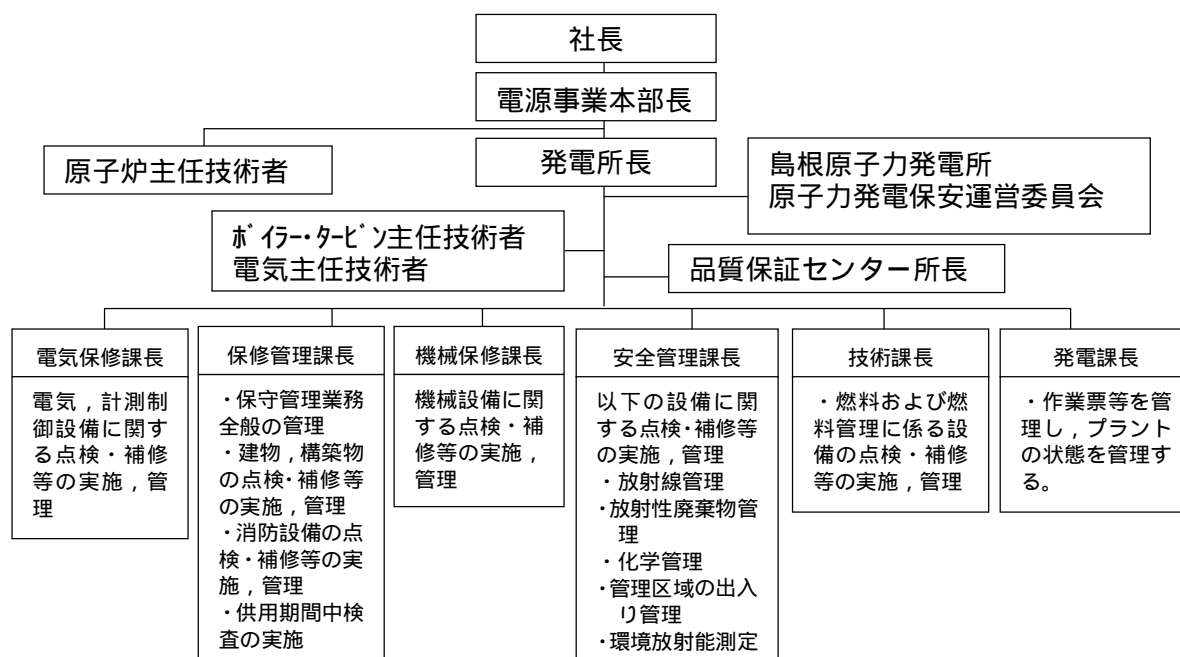 社長
電源事業本部長
原子炉主任技術者
発電所長
島根原子力発電所
原子力発電保安運営委員会
ﾎﾞｲﾗｰ･ﾀｰﾋﾞﾝ主任技術者
電気主任技術者
品質保証センター所長
電気保修課長
電気，計測制
御設備に関す
る点検・補修
等の実施，管
理
保修管理課長
・保守管理業務
全般の管理
・建物，構築物
の点検・補修等
の実施，管理
・消防設備の点
検・補修等の実
施，管理
・供用期間中検
査の実施
機械保修課長
機械設備に関
する点検・補
修等の実施，
管理
安全管理課長
以下の設備に関
する点検・補修等
の実施，管理
・放射線管理
・放射性廃棄物管
理
・化学管理
・管理区域の出入
り管理
・環境放射能測定
技術課長
・燃料および燃
料管理に係る設
備の点検・補修
等の実施，管理
発電課長
・作業票等を管
理し，プラント
の状態を管理す
る。